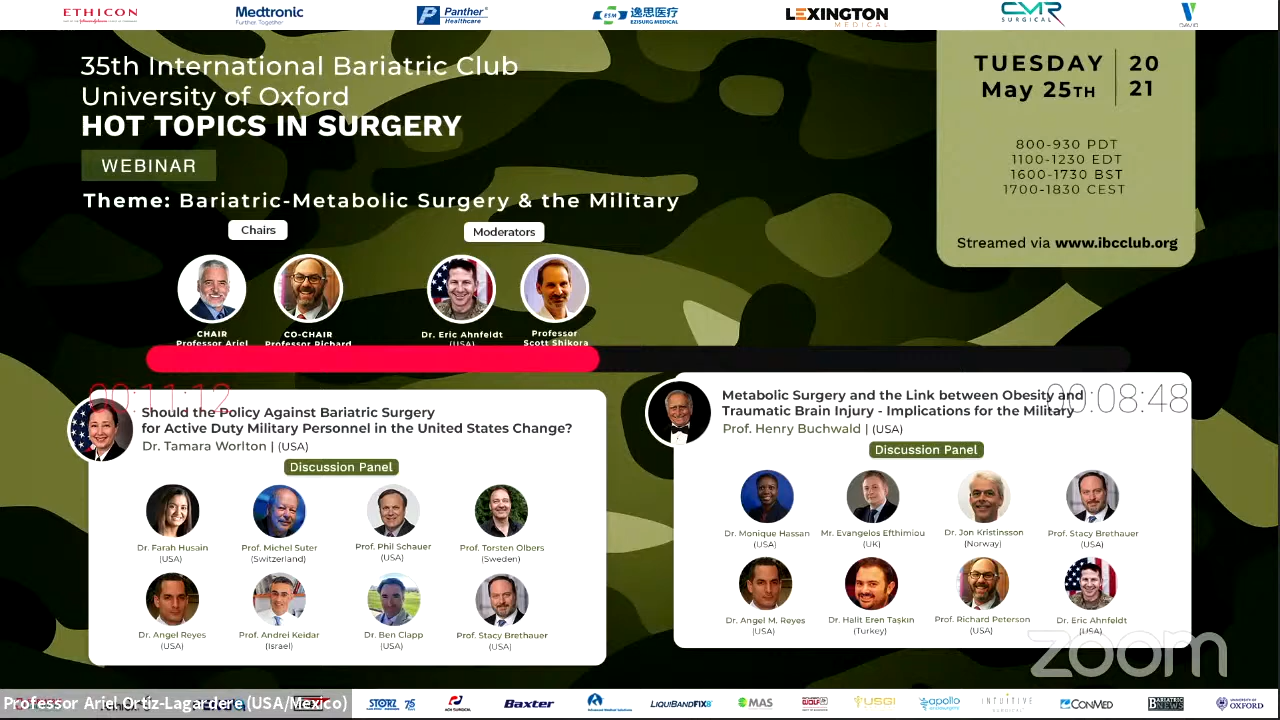 ETHICON
Medtronic
Further Together
Panther
Healthcare
ESM 逸思医疗
EZISURG MEDICAL
LEXINGTON
MEDICAL
CMR
SURGICAL
DAVID
35th International Bariatric Club
University of Oxford
HOT TOPICS IN SURGERY
WEBINAR
Theme: Bariatric-Metabolic Surgery & the Military
TUESDAY 20
May 25TH 21
800-930 PDT
1100-1230 EDT
1600-1730 BST
1700-1830 CEST
Streamed via www.ibcclub.org
Chairs
Moderators
CHAIR
Professor Ariel
CO-CHAIR
Professor Richard
Dr. Eric Ahnfeldt
(USA)
Professor
Scott Shikora
00:11:12
Should the Policy Against Bariatric Surgery
for Active Duty Military Personnel in the United States Change?
Dr. Tamara Worlton | (USA)
Discussion Panel
Dr. Farah Husain
(USA)
Prof. Michel Suter
(Switzerland)
Prof. Phil Schauer
(USA)
Prof. Torsten Olbers
(Sweden)
Dr. Angel Reyes
(USA)
Prof. Andrei Keidar
(Israel)
Dr. Ben Clapp
(USA)
Prof. Stacy Brethauer
(USA)
00:08:48
Metabolic Surgery and the Link between Obesity and
Traumatic Brain Injury - Implications for the Military
Prof. Henry Buchwald | (USA)
Discussion Panel
Dr. Monique Hassan
(USA)
Mr. Evangelos Efthimiou
(UK)
Dr. Jon Kristinsson
(Norway)
Prof. Stacy Brethauer
(USA)
Dr. Angel M. Reyes
(USA)
Dr. Halit Eren Taşkın
(Turkey)
Prof. Richard Peterson
(USA)
Dr. Eric Ahnfeldt
(USA)
zoom
Professor Ariel Ortiz-Lagardere (USA/Mexico)
STORZ 75
Baxter
Advanced Medical Solutions
LIQUIBANDFIX8
MAS
USGI
apollo
INTUITIVE
CONMED
BARIATRIC
NEWS
UNIVERSITY OF
OXFORD